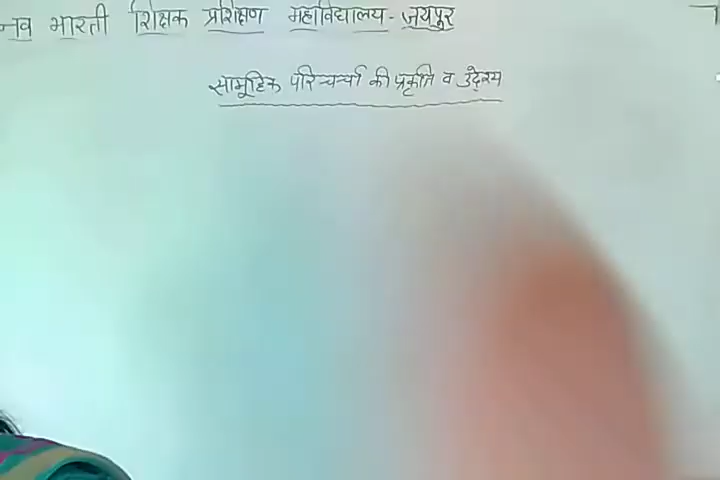 नव भारती शिक्षक प्रशिक्षण महाविद्यालय - जयपुर
सामूहिक परिचर्चा की प्रकृति व उद्देश्य